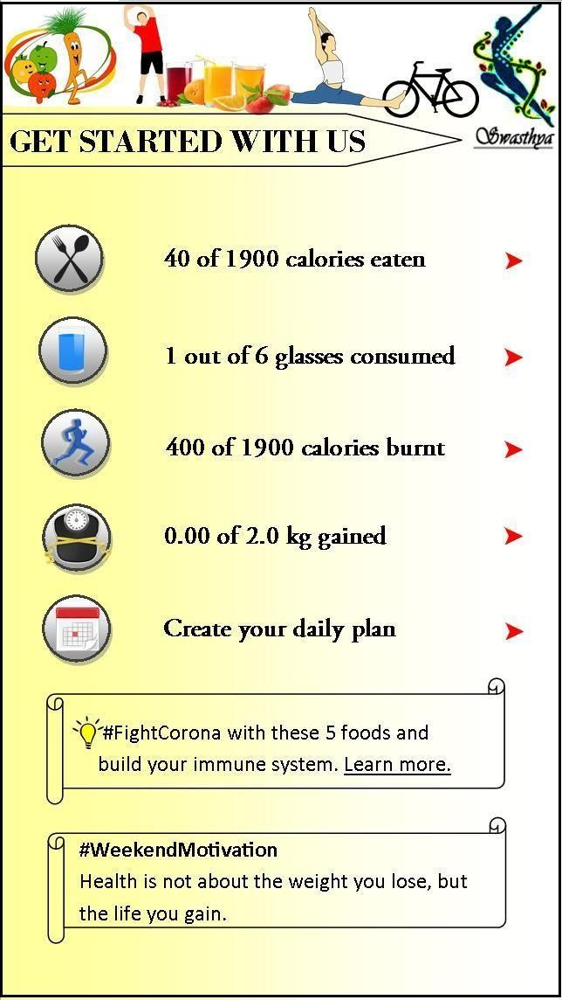 Swasthya
GET STARTED WITH US
40 of 1900 calories eaten
1 out of 6 glasses consumed
400 of 1900 calories burnt
0.00 of 2.0 kg gained
Create your daily plan
#FightCorona with these 5 foods and
build your immune system. Learn more.
#WeekendMotivation
Health is not about the weight you lose, but
the life you gain.